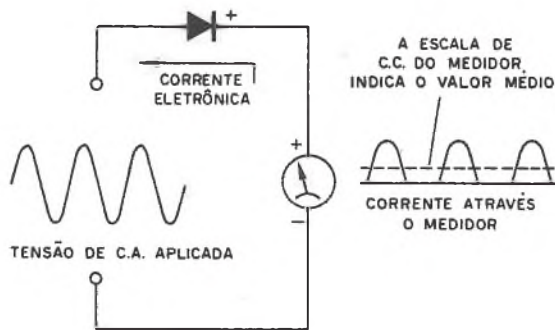 +
CORRENTE
ELETRÔNICA
A ESCALA DE
C.C. DO MEDIDOR
INDICA O VALOR MÉDIO
+
−
TENSÃO DE C.A. APLICADA
CORRENTE ATRAVÉS
O MEDIDOR